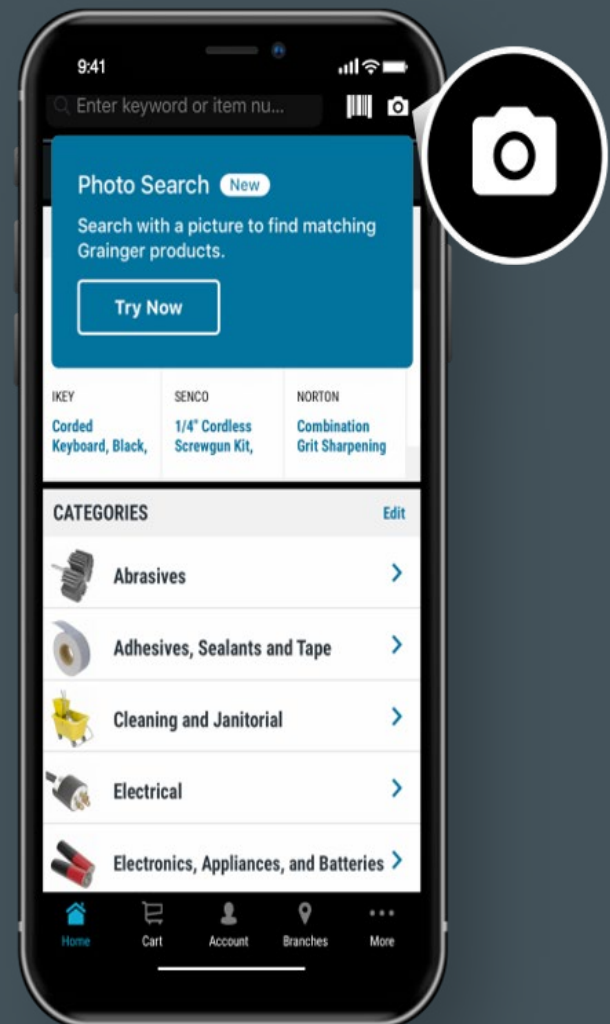 9:41
Enter keyword or item nu...
Photo Search New
Search with a picture to find matching
Grainger products.
Try Now
IKEY
Corded
Keyboard, Black,
SENCO
1/4" Cordless
Screwgun Kit,
NORTON
Combination
Grit Sharpening
CATEGORIES
Edit
Abrasives
Adhesives, Sealants and Tape
Cleaning and Janitorial
Electrical
Electronics, Appliances, and Batteries
Home
Cart
Account
Branches
More